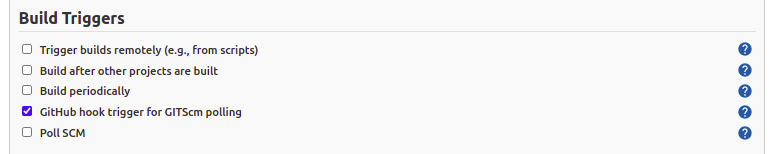 Build Triggers
Trigger builds remotely (e.g., from scripts)
Build after other projects are built
Build periodically
GitHub hook trigger for GITScm polling
Poll SCM